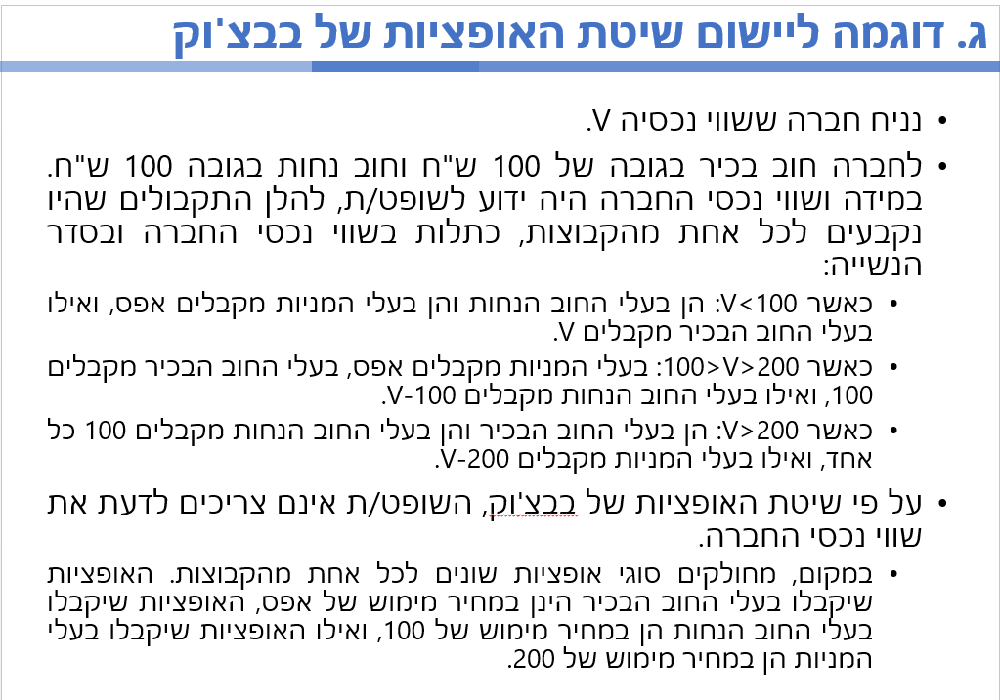 ג. דוגמה ליישום שיטת האופציות של בבצ'וק
• נניח חברה ששווי נכסיה V.
• לחברה חוב בכיר בגובה של 100 ש"ח וחוב נחות בגובה 100 ש"ח.
במידה ושווי נכסי החברה היה ידוע לשופט/ת, להלן התקבולים שהיו
נקבעים לכל אחת מהקבוצות, כתלות בשווי נכסי החברה ובסדר
הנשייה:
• כאשר V<100: הן בעלי החוב הנחות והן בעלי המניות מקבלים אפס, ואילו
בעלי החוב הבכיר מקבלים V.
• כאשר 100>V>200: בעלי המניות מקבלים אפס, בעלי החוב הבכיר מקבלים
100, ואילו בעלי החוב הנחות מקבלים V-100.
• כאשר V>200: הן בעלי החוב הבכיר והן בעלי החוב הנחות מקבלים 100 כל
אחד, ואילו בעלי המניות מקבלים V-200.
• על פי שיטת האופציות של בבצ'וק, השופט/ת אינם צריכים לדעת את
שווי נכסי החברה.
• במקום, מחולקים סוגי אופציות שונים לכל אחת מהקבוצות. האופציות
שיקבלו בעלי החוב הבכיר הינן במחיר מימוש של אפס, האופציות שיקבלו
בעלי החוב הנחות הן במחיר מימוש של 100, ואילו האופציות שיקבלו בעלי
המניות הן במחיר מימוש של 200.